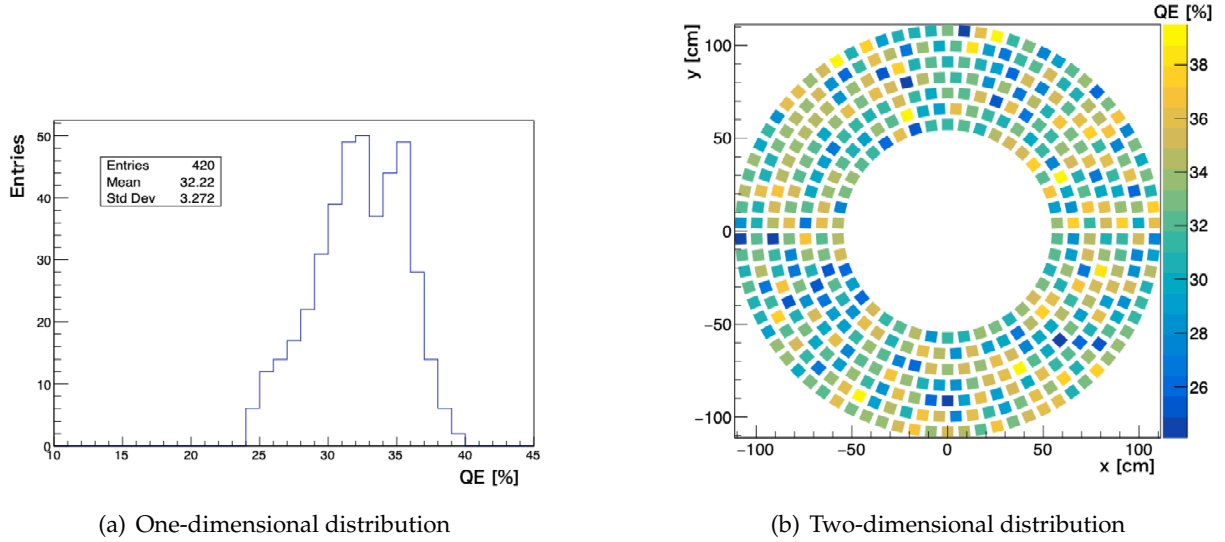 Entries
50
40
30
20
10
0
10 15 20 25 30 35 40 45
QE [%]
Entries 420
Mean 32.22
Std Dev 3.272
(a) One-dimensional distribution
QE [%]
y [cm]
100
50
0
−50
−100
−100 −50 0 50 100
x [cm]
38
36
34
32
30
28
26
(b) Two-dimensional distribution